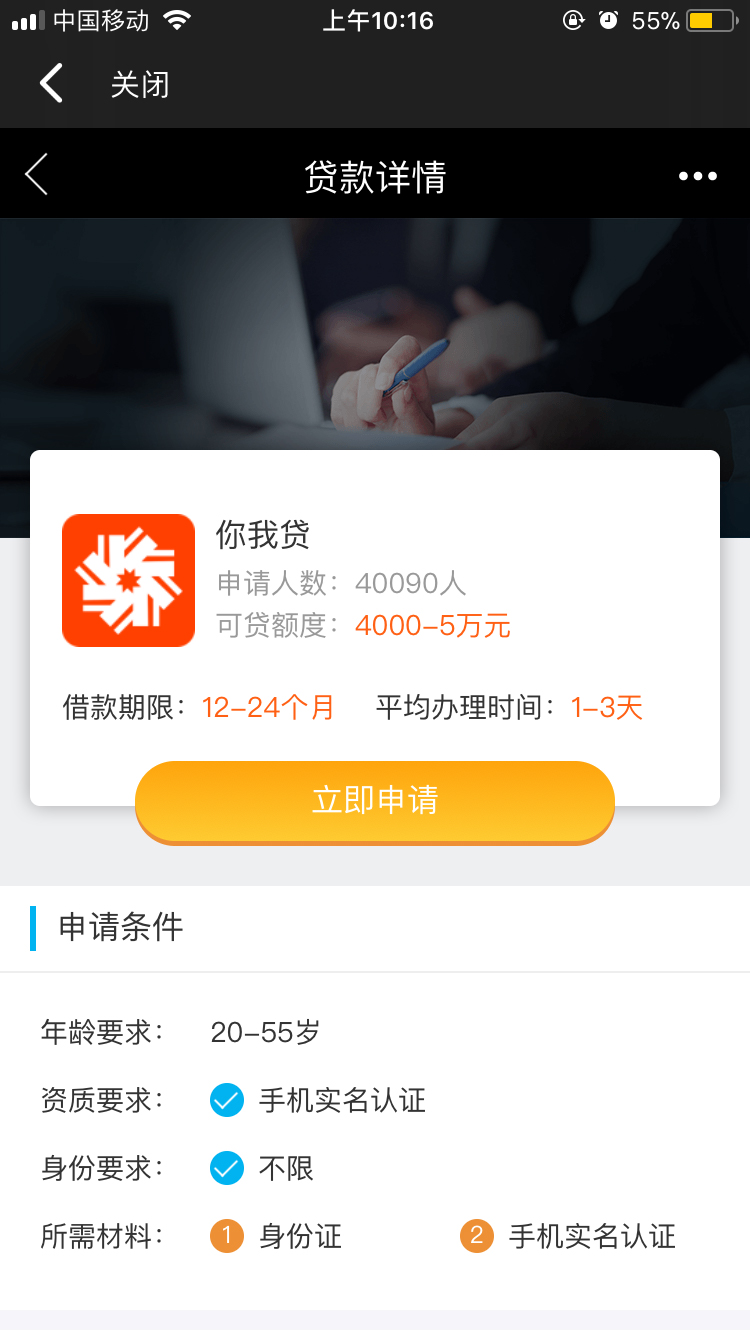 中国移动 上午10:16 55%
关闭
贷款详情
你我贷
申请人数：40090人
可贷额度：4000-5万元
借款期限：12-24个月 平均办理时间：1-3天
立即申请
申请条件
年龄要求： 20-55岁
资质要求： 手机实名认证
身份要求： 不限
所需材料： 1 身份证 2 手机实名认证